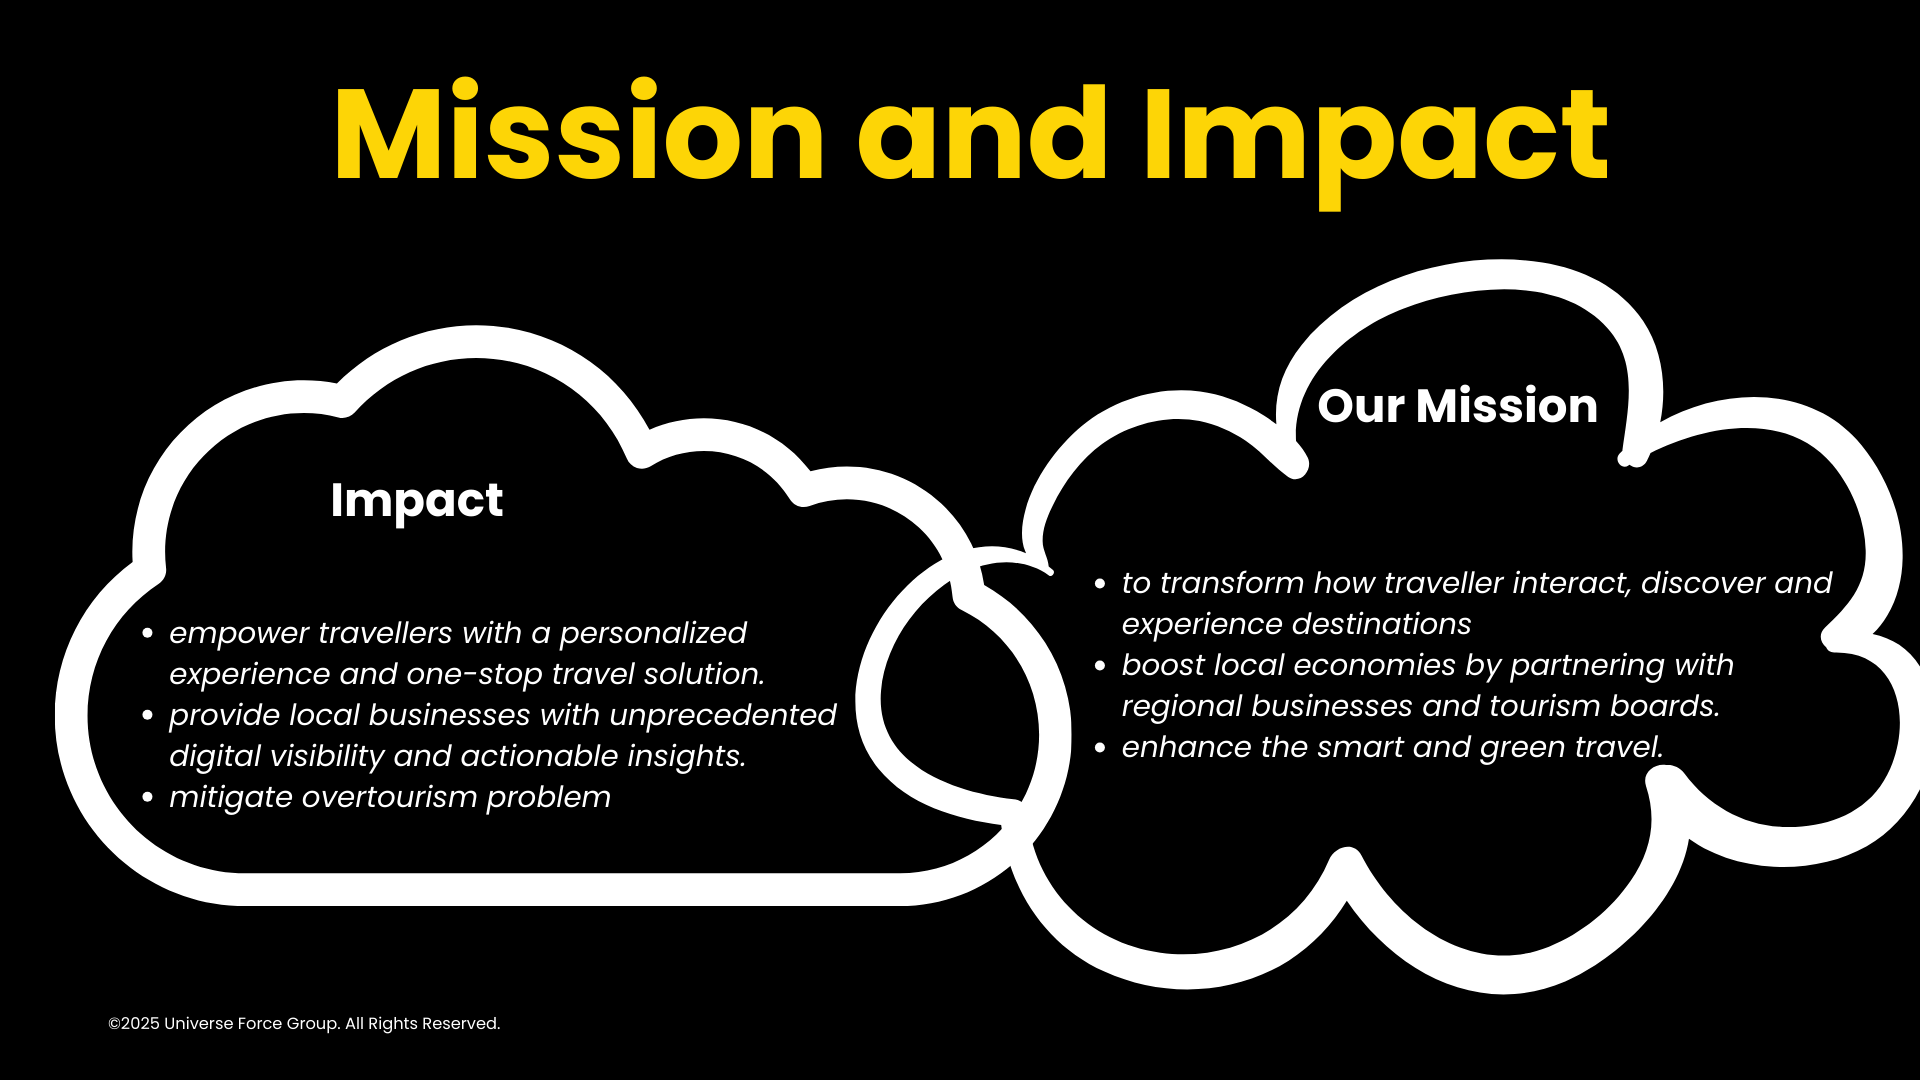 Mission and Impact
Impact
• empower travellers with a personalized
experience and one-stop travel solution.
• provide local businesses with unprecedented
digital visibility and actionable insights.
• mitigate overtourism problem
Our Mission
• to transform how traveller interact, discover and
experience destinations
• boost local economies by partnering with
regional businesses and tourism boards.
• enhance the smart and green travel.
©2025 Universe Force Group. All Rights Reserved.